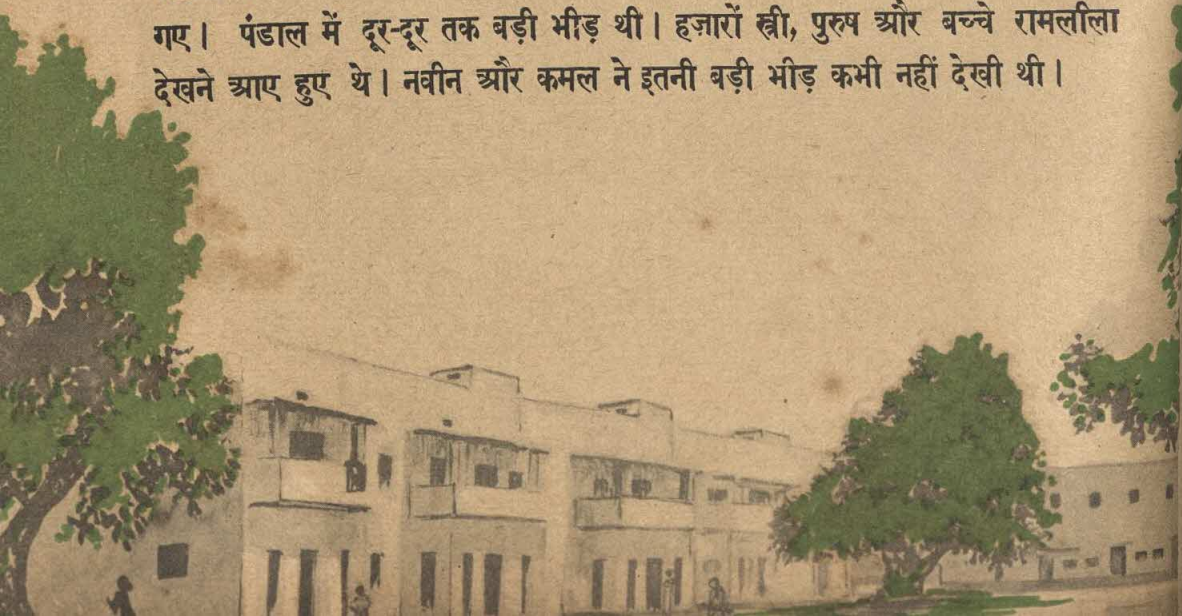 गए। पंडाल में दूर-दूर तक बड़ी भीड़ थी। हज़ारों स्त्री, पुरुष और बच्चे रामलीला
देखने आए हुए थे। नवीन और कमल ने इतनी बड़ी भीड़ कभी नहीं देखी थी।